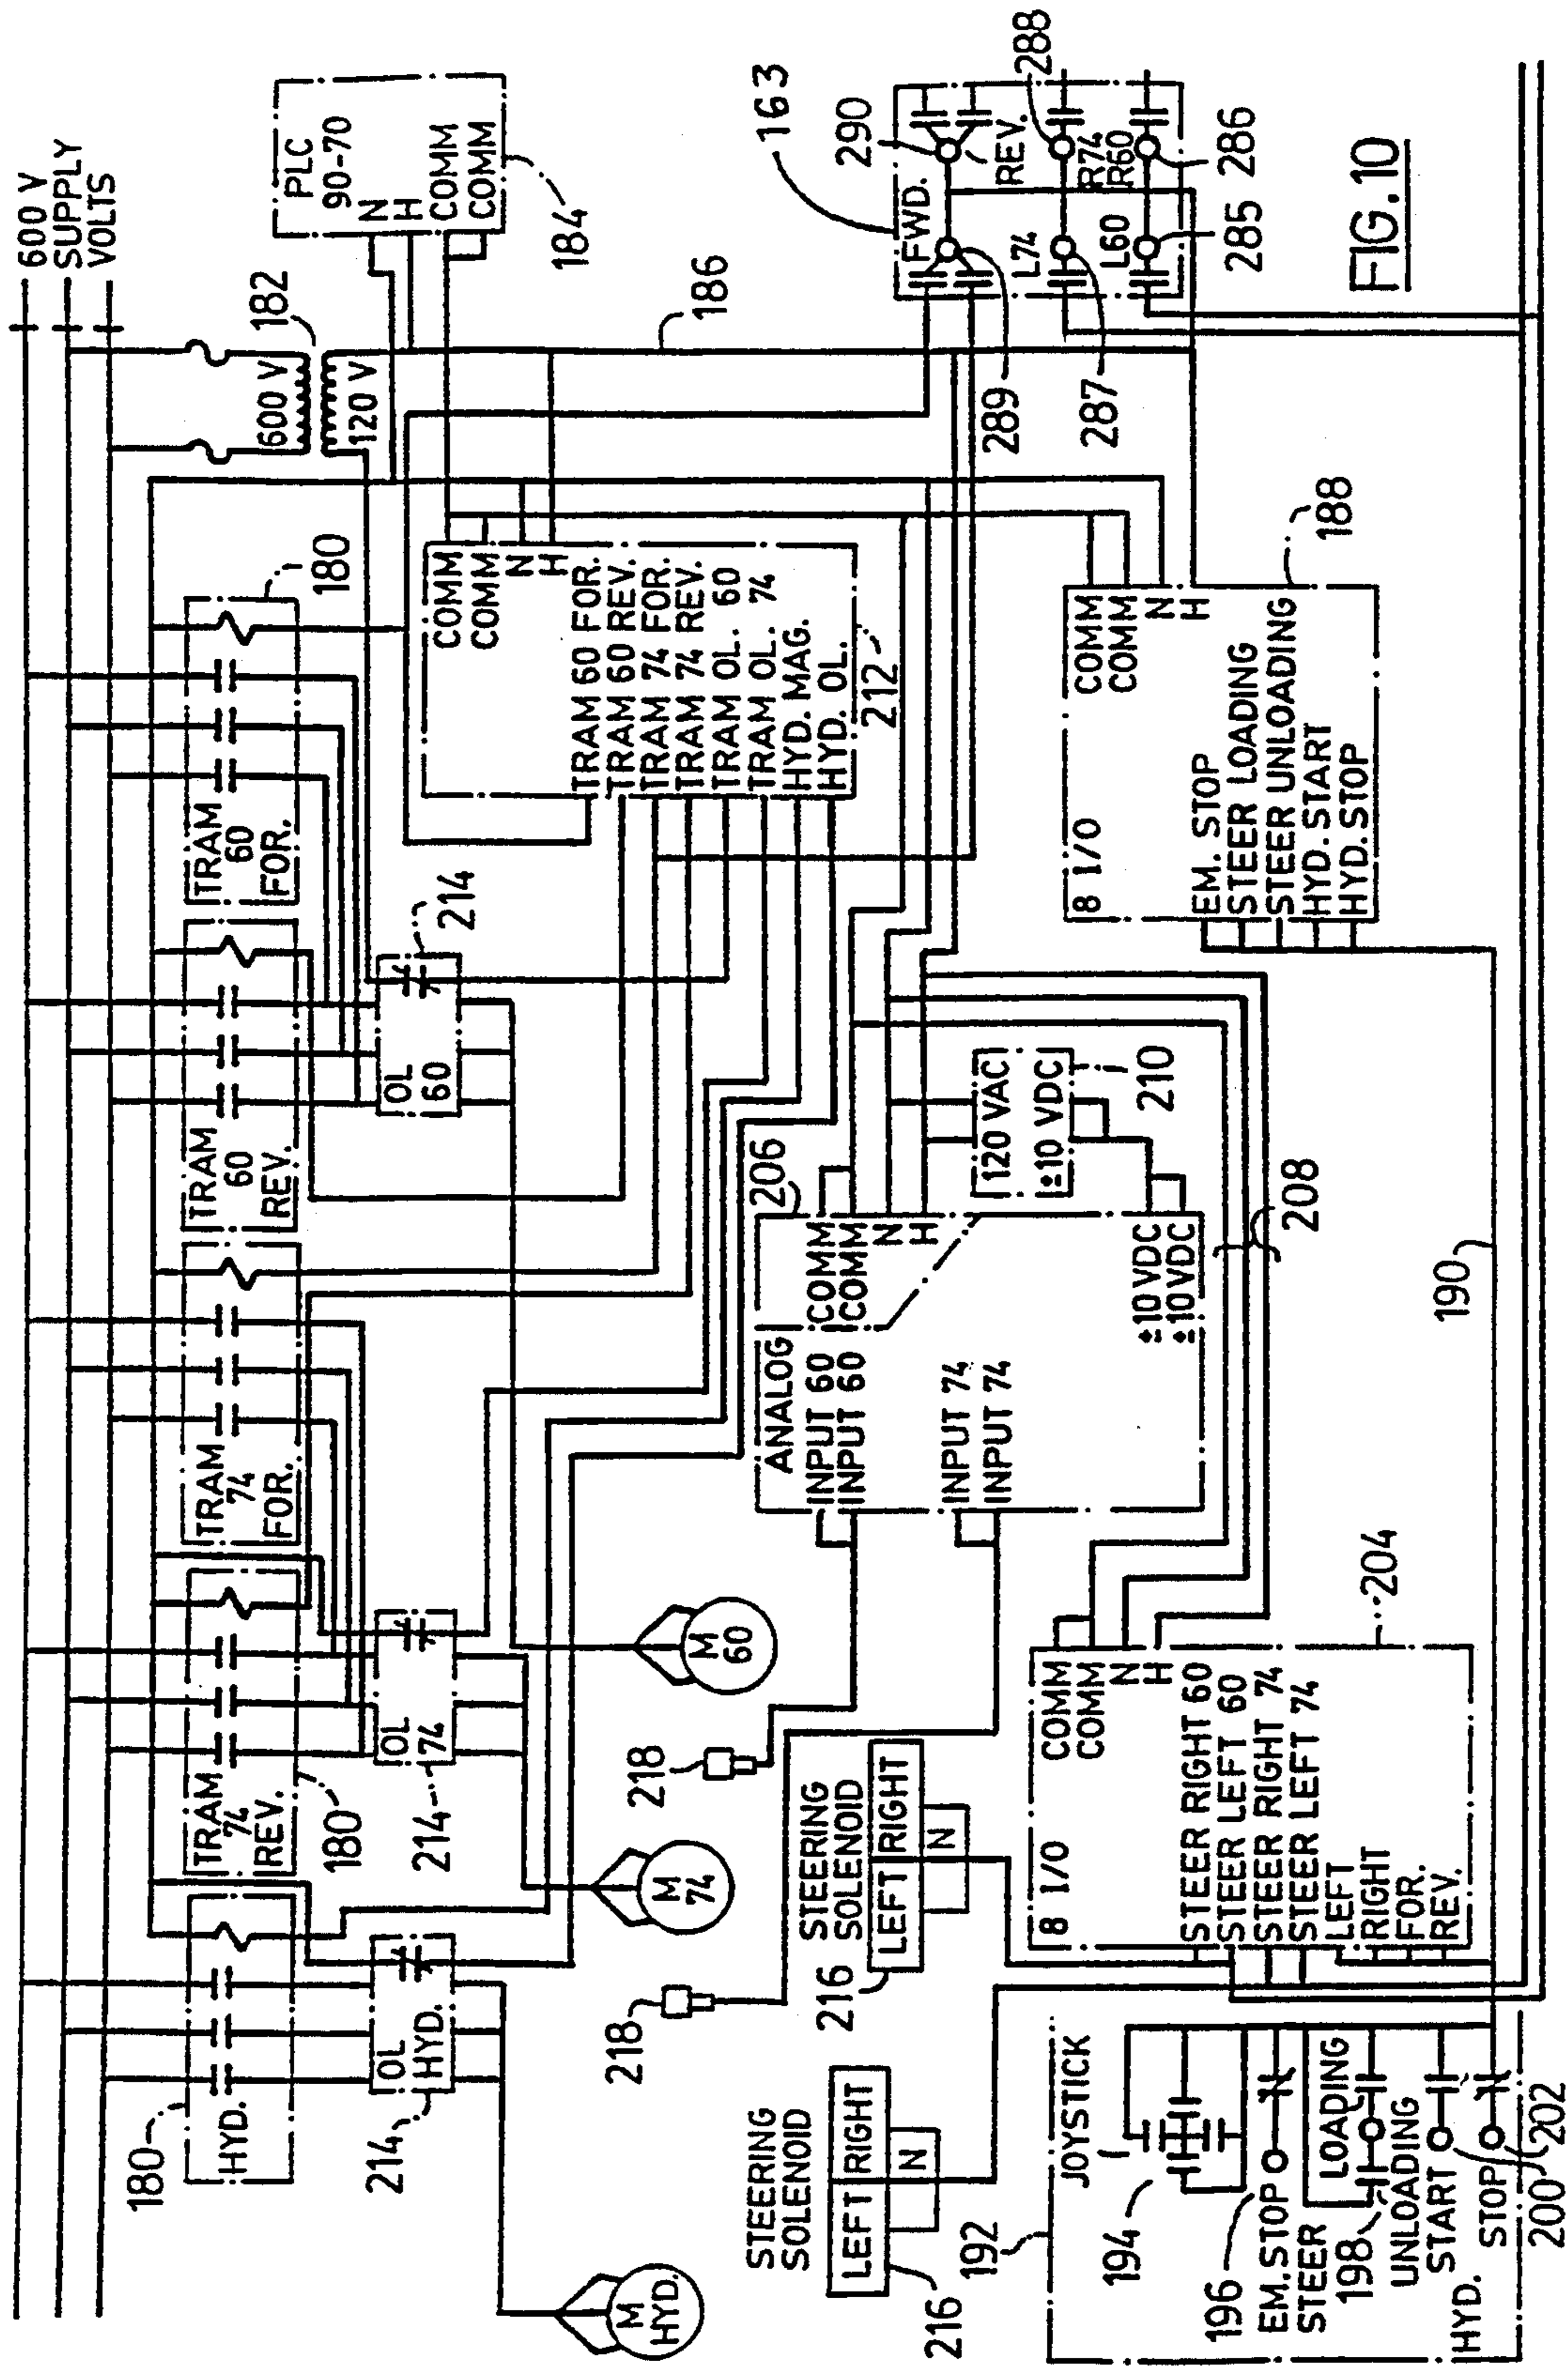 600 V
SUPPLY
VOLTS
182
600 V
120 V
PLC
90-70
N
H
COMM
COMM
184
186
163
FWD.
290
REV.
288
L74
R74
L60
R60
286
285
289
287
FIG.10
180
TRAM
60
FOR.
TRAM
60
REV.
TRAM
74
FOR.
TRAM
74
REV.
180
180
HYD.
214
OL
60
OL
74
214
OL
HYD.
214
COMM
COMM
N
H
TRAM 60 FOR.
TRAM 60 REV.
TRAM 74 FOR.
TRAM 74 REV.
TRAM OL. 60
TRAM OL. 74
HYD. MAG.
HYD. OL.
212
188
8 I/O
COMM
COMM
N
H
EM. STOP
STEER LOADING
STEER UNLOADING
HYD. START
HYD. STOP
120 VAC
±10 VDC
210
206
ANALOG
COMM
COMM
N
H
INPUT 60
INPUT 60
INPUT 74
INPUT 74
±10 VDC
±10 VDC
208
190
M
60
M
74
M
HYD.
218
218
STEERING
SOLENOID
LEFT
RIGHT
N
216
STEERING
SOLENOID
LEFT
RIGHT
N
216
204
8 I/O
COMM
COMM
N
H
STEER RIGHT 60
STEER LEFT 60
STEER RIGHT 74
STEER LEFT 74
LEFT
RIGHT
FOR.
REV.
192
JOYSTICK
194
196
EM.STOP
STEER
LOADING
198
UNLOADING
START
HYD.
STOP
200
202